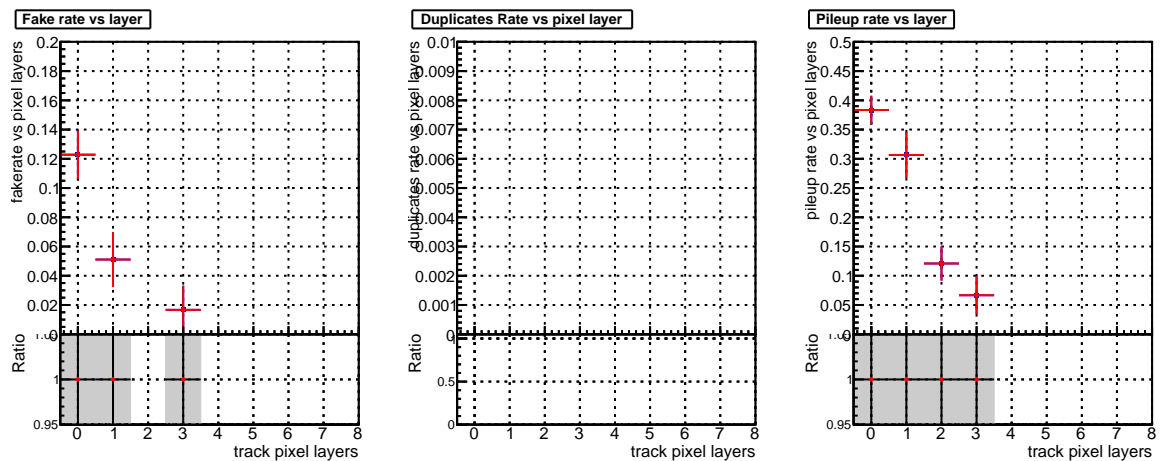 Fake rate vs layer
fakerate vs pixel layers
0.2
0.18
0.16
0.14
0.12
0.1
0.08
0.06
0.04
0.02
0
Ratio
1
0.95
0 1 2 3 4 5 6 7 8
track pixel layers
Duplicates Rate vs pixel layer
duplicates rate vs pixel layers
0.01
0.009
0.008
0.007
0.006
0.005
0.004
0.003
0.002
0.001
0
Ratio
1
0.5
0
0 1 2 3 4 5 6 7 8
track pixel layers
Pileup rate vs layer
pileup rate vs pixel layers
0.5
0.45
0.4
0.35
0.3
0.25
0.2
0.15
0.1
0.05
0
Ratio
1
0.95
0 1 2 3 4 5 6 7 8
track pixel layers